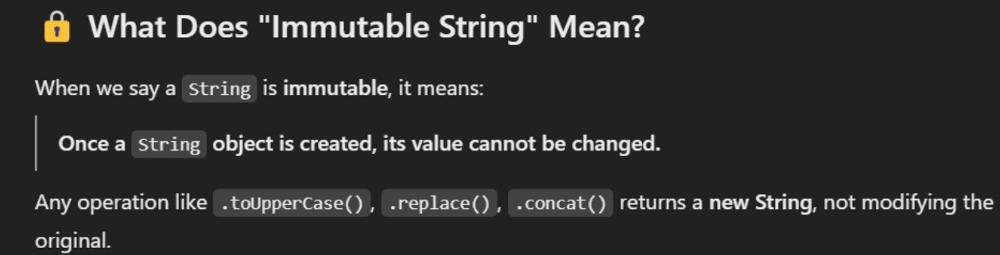 🔒 What Does "Immutable String" Mean?
When we say a String is immutable, it means:
Once a String object is created, its value cannot be changed.
Any operation like .toUpperCase(), .replace(), .concat() returns a new String, not modifying the
original.